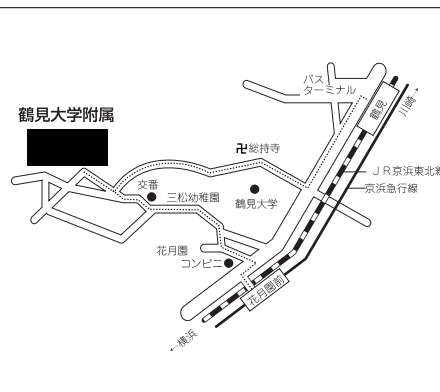 バス
ターミナル
鶴見
川崎
鶴見大学附属
卍総持寺
JR京浜東北線
京浜急行線
交番
三松幼稚園
鶴見大学
花月園
コンビニ
花月園前
横浜